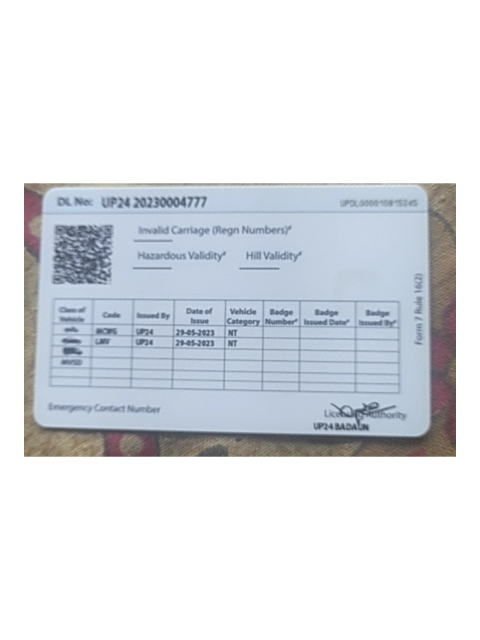 DL No: UP24 20230004777 UPDL000010815245
Invalid Carriage (Regn Numbers)#
Hazardous Validity# Hill Validity#
Class of Vehicle Code Issued By Date of Issue Vehicle Category Badge Number# Badge Issued Date# Badge Issued By#
MCWG UP24 29-05-2023 NT
LMV UP24 29-05-2023 NT
Emergency Contact Number
Licensing Authority
UP24 BADAUN
Form 7 Rule 16(2)